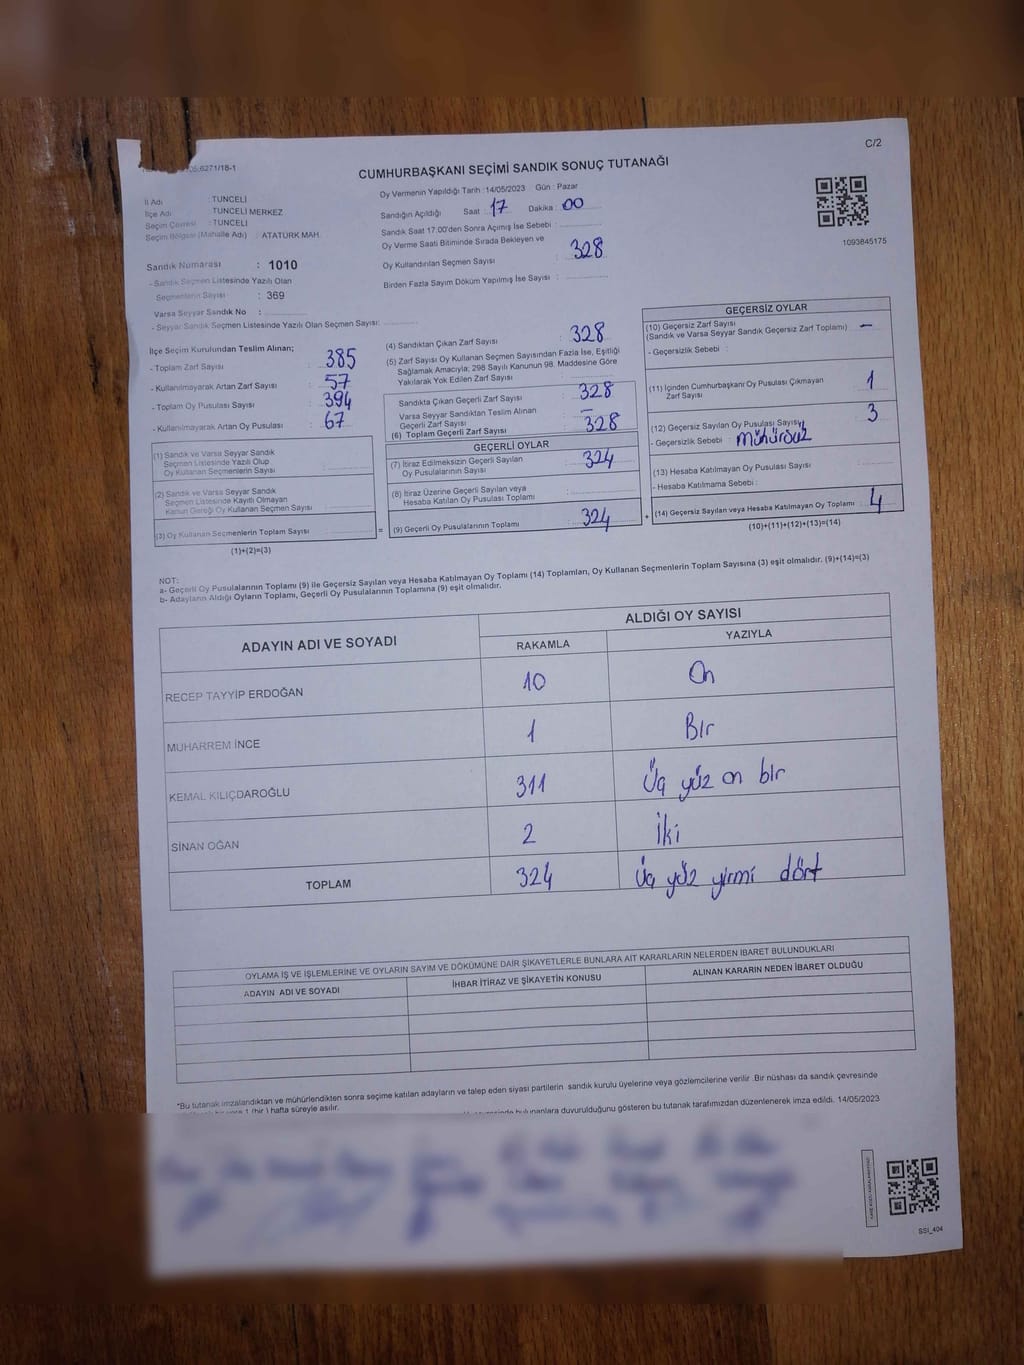 C/2
6271/18-1
CUMHURBAŞKANI SEÇİMİ SANDIK SONUÇ TUTANAĞI
İl Adı : TUNCELİ
İlçe Adı : TUNCELİ MERKEZ
Seçim Çevresi : TUNCELİ
Seçim Bölgesi (Mahalle Adı) : ATATÜRK MAH.
Sandık Numarası : 1010
- Sandık Seçmen Listesinde Yazılı Olan
Seçmenlerin Sayısı : 369
Varsa Seyyar Sandık No :
- Seyyar Sandık Seçmen Listesinde Yazılı Olan Seçmen Sayısı:
Oy Vermenin Yapıldığı Tarih :14/05/2023 Gün : Pazar
Sandığın Açıldığı Saat : 17 Dakika : 00
Sandık Saat 17.00'den Sonra Açımış İse Sebebi :
Oy Verme Saati Bitiminde Sırada Bekleyen ve
Oy Kullandırılan Seçmen Sayısı : 328
Birden Fazla Sayım Döküm Yapılmış İse Sayısı :
1093845175
İlçe Seçim Kurulundan Teslim Alınan;
- Toplam Zarf Sayısı : 385
- Kullanılmayarak Artan Zarf Sayısı : 57
- Toplam Oy Pusulası Sayısı : 394
- Kullanılmayarak Artan Oy Pusulası : 67
(1) Sandık ve Varsa Seyyar Sandık
Seçmen Listesinde Yazılı Olup
Oy Kullanan Seçmenlerin Sayısı :
(2) Sandık ve Varsa Seyyar Sandık
Seçmen Listesinde Kayıtlı Olmayan
Kanun Gereği Oy Kullanan Seçmen Sayısı :
(3) Oy Kullanan Seçmenlerin Toplam Sayısı :
(1)+(2)=(3)
=
(4) Sandıktan Çıkan Zarf Sayısı : 328
(5) Zarf Sayısı Oy Kullanan Seçmen Sayısından Fazla İse, Eşitliği
Sağlamak Amacıyla; 298 Sayılı Kanunun 98. Maddesine Göre
Yakılarak Yok Edilen Zarf Sayısı :
Sandıkta Çıkan Geçerli Zarf Sayısı : 328
Varsa Seyyar Sandıktan Teslim Alınan
Geçerli Zarf Sayısı : –
(6) Toplam Geçerli Zarf Sayısı : 328
GEÇERLİ OYLAR
(7) İtiraz Edilmeksizin Geçerli Sayılan
Oy Pusulalarının Sayısı : 324
(8) İtiraz Üzerine Geçerli Sayılan veya
Hesaba Katılan Oy Pusulası Toplamı :
(9) Geçerli Oy Pusulalarının Toplamı : 324
+
GEÇERSİZ OYLAR
(10) Geçersiz Zarf Sayısı
(Sandık ve Varsa Seyyar Sandık Geçersiz Zarf Toplamı) : –
- Geçersizlik Sebebi :
(11) İçinden Cumhurbaşkanı Oy Pusulası Çıkmayan
Zarf Sayısı : 1
(12) Geçersiz Sayılan Oy Pusulası Sayısı : 3
- Geçersizlik Sebebi : Mühürsüz
(13) Hesaba Katılmayan Oy Pusulası Sayısı :
- Hesaba Katılmama Sebebi :
(14) Geçersiz Sayılan veya Hesaba Katılmayan Oy Toplamı : 4
(10)+(11)+(12)+(13)=(14)
NOT:
a- Geçerli Oy Pusulalarının Toplamı (9) ile Geçersiz Sayılan veya Hesaba Katılmayan Oy Toplamı (14) Toplamları, Oy Kullanan Seçmenlerin Toplam Sayısına (3) eşit olmalıdır. (9)+(14)=(3)
b- Adayların Aldığı Oyların Toplamı, Geçerli Oy Pusulalarının Toplamına (9) eşit olmalıdır.
ADAYIN ADI VE SOYADI
ALDIĞI OY SAYISI
RAKAMLA YAZIYLA
RECEP TAYYİP ERDOĞAN 10 On
MUHARREM İNCE 1 Bir
KEMAL KILIÇDAROĞLU 311 Üç yüz on bir
SİNAN OĞAN 2 İki
TOPLAM 324 Üç yüz yirmi dört
OYLAMA İŞ VE İŞLEMLERİNE VE OYLARIN SAYIM VE DÖKÜMÜNE DAİR ŞİKAYETLERLE BUNLARA AİT KARARLARIN NELERDEN İBARET BULUNDUKLARI
ADAYIN ADI VE SOYADI İHBAR İTİRAZ VE ŞİKAYETİN KONUSU ALINAN KARARIN NEDEN İBARET OLDUĞU
*Bu tutanak imzalandıktan ve mühürlendikten sonra seçime katılan adayların ve talep eden siyasi partilerin sandık kurulu üyelerine veya gözlemcilerine verilir .Bir nüshası da sandık çevresinde
1 (bir ) hafta süreyle asılır.
bulunanlara duyurulduğunu gösteren bu tutanak tarafımızdan düzenlenerek imza edildi. 14/05/2023
SSI_404